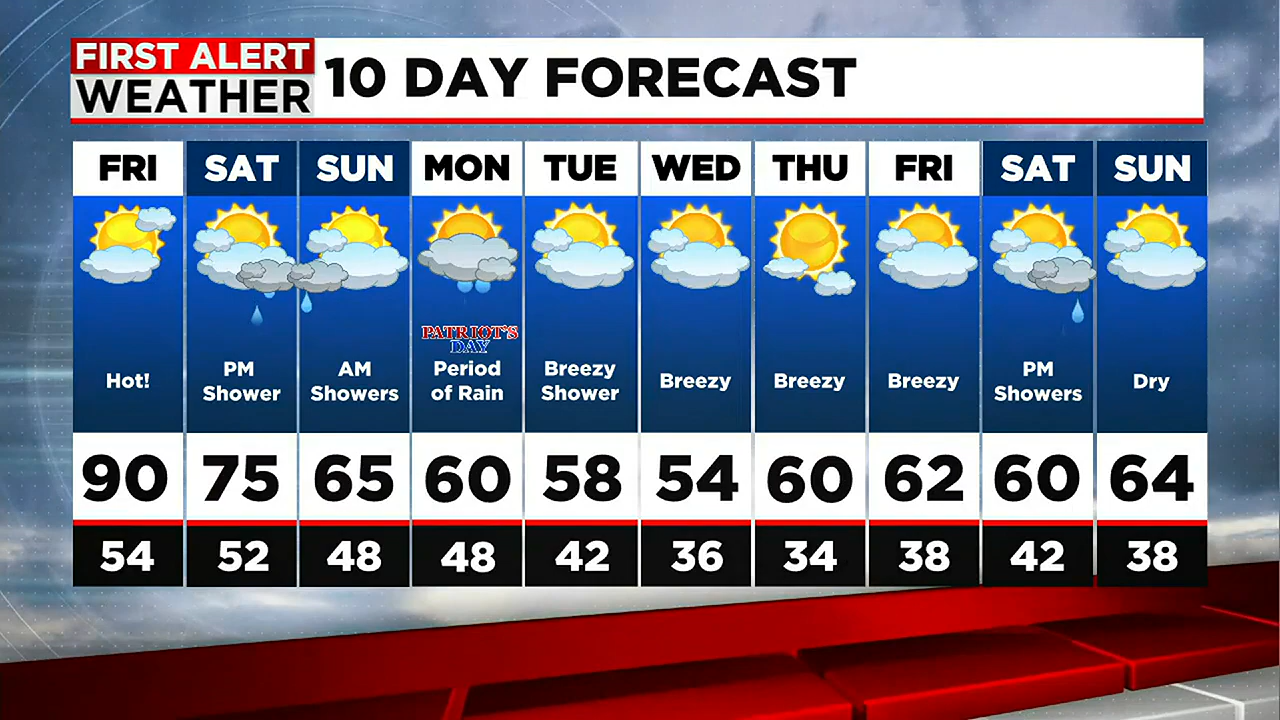 FIRST ALERT
WEATHER
10 DAY FORECAST
FRI SAT SUN MON TUE WED THU FRI SAT SUN
PATRIOT'S
DAY
Hot!
PM
Shower
AM
Showers
Period
of Rain
Breezy
Shower
Breezy
Breezy
Breezy
PM
Showers
Dry
90 75 65 60 58 54 60 62 60 64
54 52 48 48 42 36 34 38 42 38